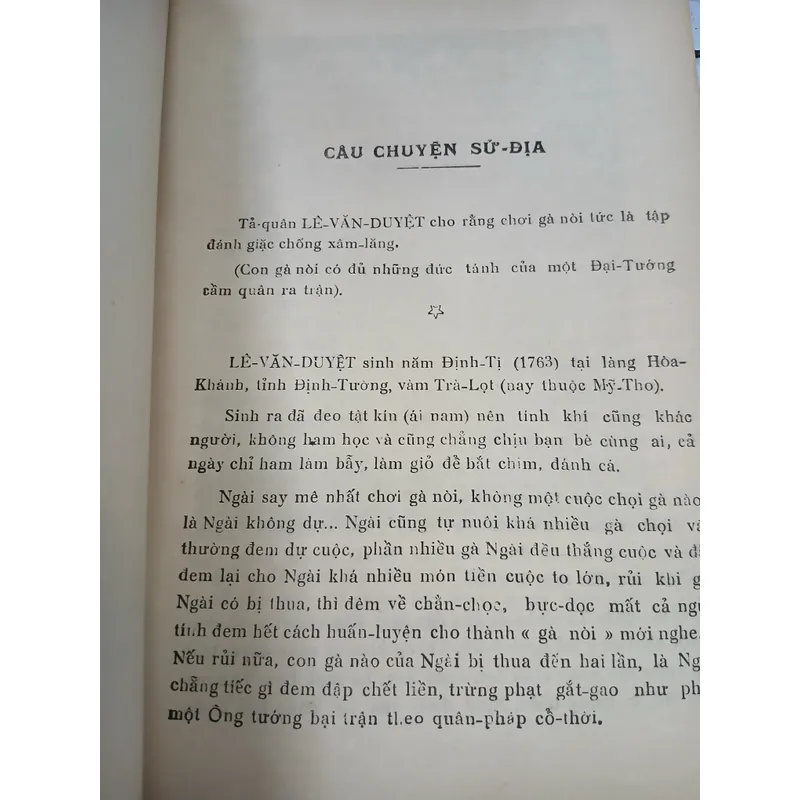 CÂU CHUYỆN SỬ-ĐỊA
Tả-quân LÊ-VĂN-DUYỆT cho rằng chơi gà nòi tức là tập
đánh giặc chống xâm-lăng.
(Con gà nòi có đủ những đức tánh của một Đại-Tướng
cầm quân ra trận).
LÊ-VĂN-DUYỆT sinh năm Định-Tị (1763) tại làng Hòa-
Khánh, tỉnh Định-Tường, vàm Trà-Lọt (nay thuộc Mỹ-Tho).
Sinh ra đã đeo tật kín (ái nam) nên tính khí cũng khác
người, không ham học và cũng chẳng chịu bạn bè cùng ai, cả
ngày chỉ ham làm bẫy, làm giỏ để bắt chim, đánh cá.
Ngài say mê nhất chơi gà nòi, không một cuộc chọi gà nào
là Ngài không dự... Ngài cũng tự nuôi khá nhiều gà chọi và
thường đem dự cuộc, phần nhiều gà Ngài đều thắng cuộc và đ
đem lại cho Ngài khá nhiều món tiền cuộc to lớn, rủi khi g
Ngài có bị thua, thì đêm về chằn-chọc, bực-dọc mất cả ngủ
tính đem hết cách huấn-luyện cho thành « gà nòi » mới nghe.
Nếu rủi nữa, con gà nào của Ngài bị thua đến hai lần, là Ng
chẳng tiếc gì đem đập chết liền, trừng phạt gắt-gao như ph
một Ông tướng bại trận theo quân-pháp cổ-thời.